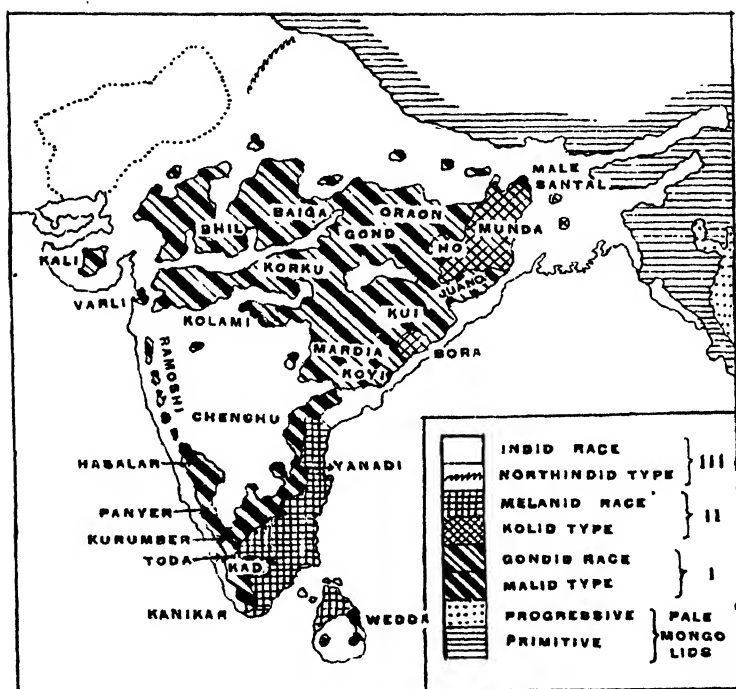 MALE
SANTAL
BAIGA
ORAON
BHIL
GOND
MUNDA
HO
KALI
KORKU
JUANG
VARLI
KUI
KOLAMI
MARDIA
BORA
KOYI
RAMOSHI
CHENGHU
HASALAR
YANADI
PANYER
KURUMBER
TODA
KAD.
KANIKAR
WEDDA
INDID RACE
NORTHINDID TYPE
III
MELANID RACE
KOLID TYPE
II
GONDID RACE
MALID TYPE
I
PROGRESSIVE
PRIMITIVE
PALE
MONGO
LIDS